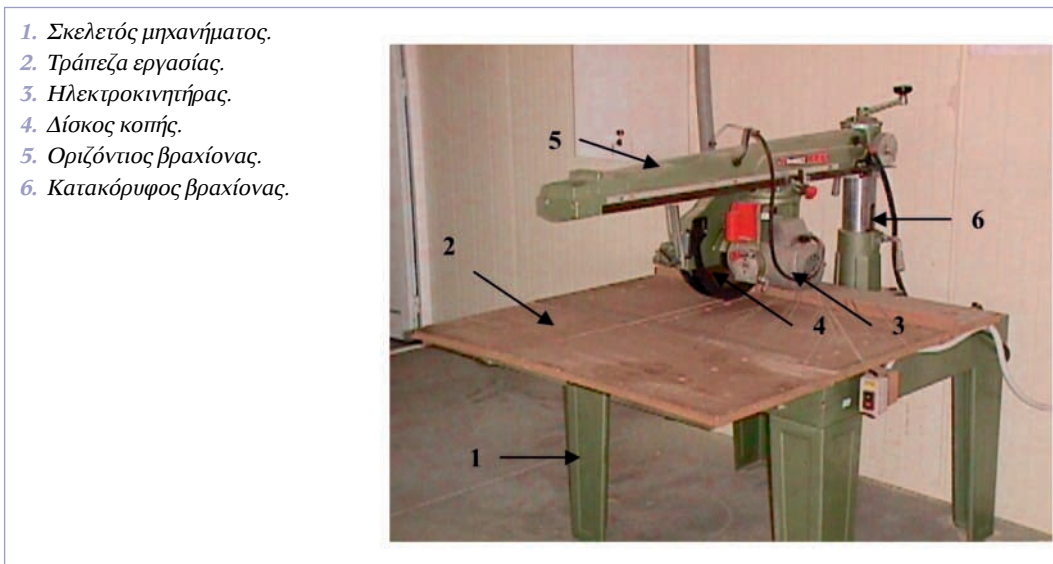 1. Σκελετός μηχανήματος.
2. Τράπεζα εργασίας.
3. Ηλεκτροκινητήρας.
4. Δίσκος κοπής.
5. Οριζόντιος βραχίονας.
6. Κατακόρυφος βραχίονας.
5
6
2
4
3
1